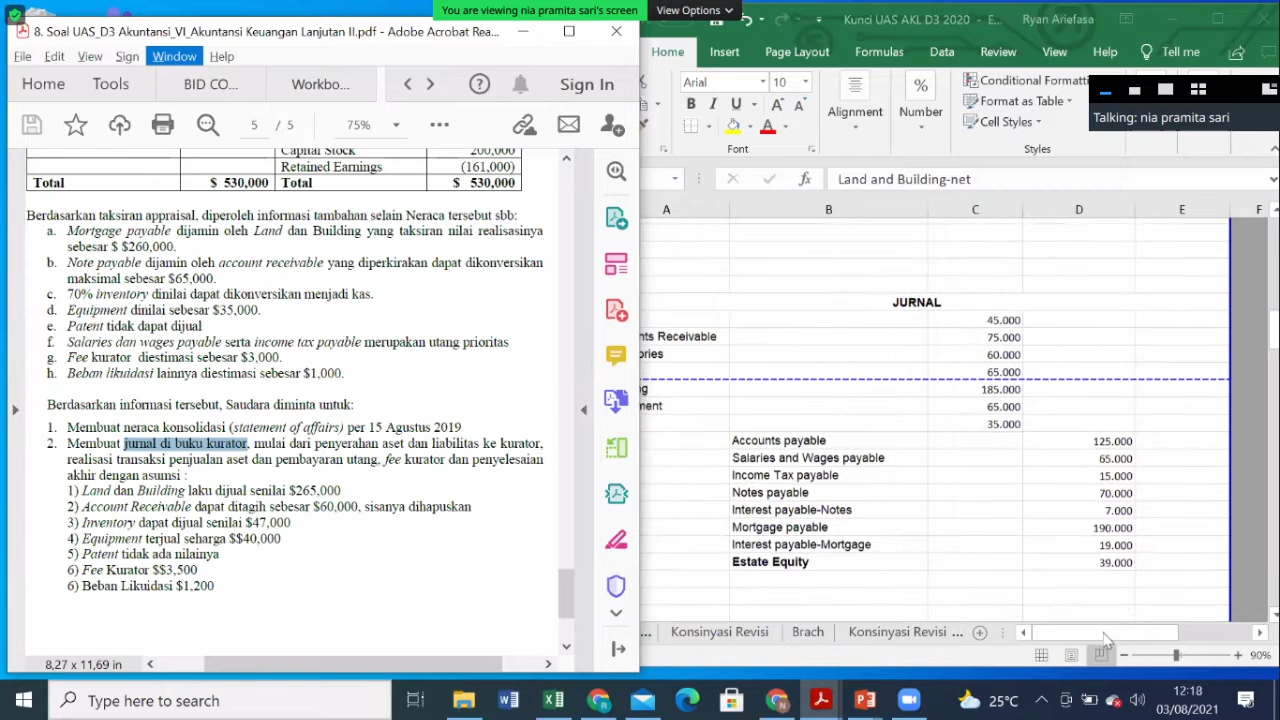 You are viewing nia pramita sari's screen
View Options
8. Soal UAS_D3 Akuntansi_VI_Akuntansi Keuangan Lanjutan II.pdf - Adobe Acrobat Rea...
File Edit View Sign Window Help
Home Tools BID CO... Workbo... Sign In
5 / 5 75%
Capital Stock 200,000
Retained Earnings (161,000)
Total $ 530,000 Total $ 530,000
Berdasarkan taksiran appraisal, diperoleh informasi tambahan selain Neraca tersebut sbb:
a. Mortgage payable dijamin oleh Land dan Building yang taksiran nilai realisasinya
sebesar $ $260,000.
b. Note payable dijamin oleh account receivable yang diperkirakan dapat dikonversikan
maksimal sebesar $65,000.
c. 70% inventory dinilai dapat dikonversikan menjadi kas.
d. Equipment dinilai sebesar $35,000.
e. Patent tidak dapat dijual
f. Salaries dan wages payable serta income tax payable merupakan utang prioritas
g. Fee kurator diestimasi sebesar $3,000.
h. Beban likuidasi lainnya diestimasi sebesar $1,000.
Berdasarkan informasi tersebut, Saudara diminta untuk:
1. Membuat neraca konsolidasi (statement of affairs) per 15 Agustus 2019
2. Membuat jurnal di buku kurator, mulai dari penyerahan aset dan liabilitas ke kurator,
realisasi transaksi penjualan aset dan pembayaran utang, fee kurator dan penyelesaian
akhir dengan asumsi :
1) Land dan Building laku dijual senilai $265,000
2) Account Receivable dapat ditagih sebesar $60,000, sisanya dihapuskan
3) Inventory dapat dijual senilai $47,000
4) Equipment terjual seharga $$40,000
5) Patent tidak ada nilainya
6) Fee Kurator $$3,500
6) Beban Likuidasi $1,200
8,27 x 11,69 in
Kunci UAS AKL D3 2020 - E... Ryan Ariefasa
Home Insert Page Layout Formulas Data Review View Help Tell me
Arial 10
B I U A A
Alignment
%
Number
Conditional Formatti
Format as Table
Cell Styles
Font Styles
Talking: nia pramita sari
fx Land and Building-net
A B C D E F
JURNAL
45.000
nts Receivable 75.000
ories 60.000
65.000
g 185.000
ment 65.000
35.000
Accounts payable 125.000
Salaries and Wages payable 65.000
Income Tax payable 15.000
Notes payable 70.000
Interest payable-Notes 7.000
Mortgage payable 190.000
Interest payable-Mortgage 19.000
Estate Equity 39.000
... Konsinyasi Revisi Brach Konsinyasi Revisi ...
90%
Type here to search
25°C
12:18
03/08/2021